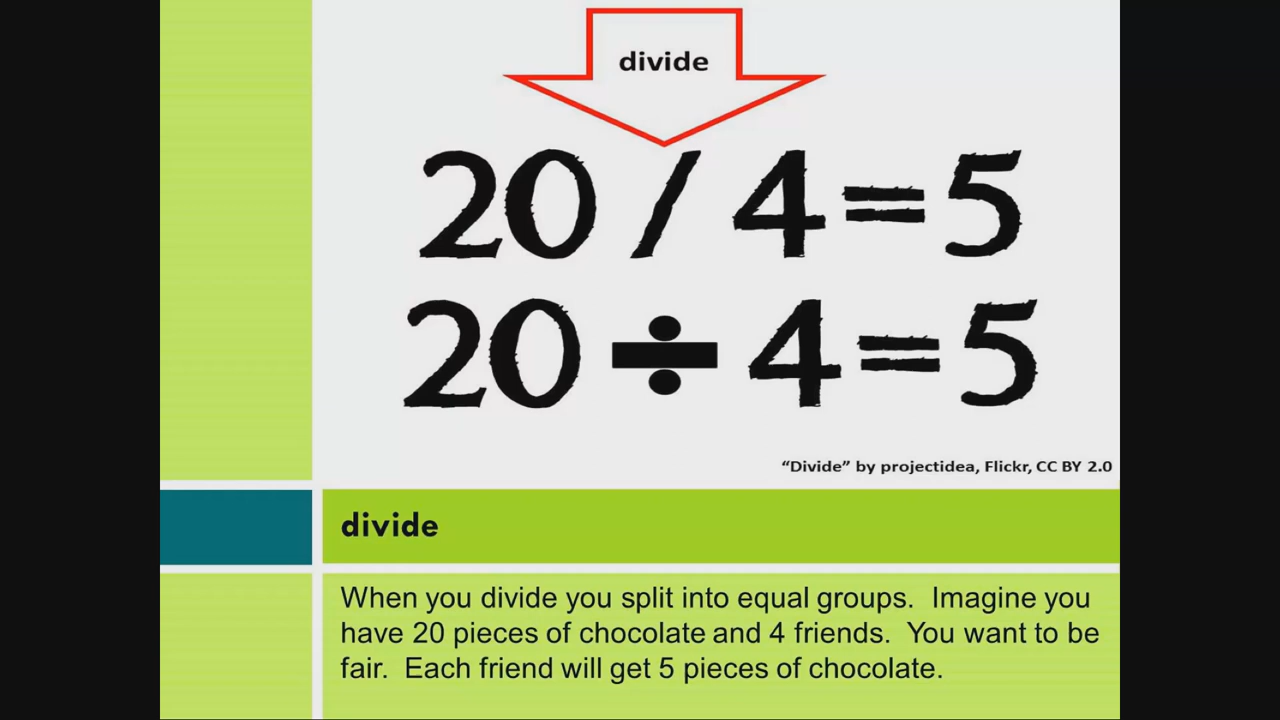 divide
20 / 4=5
20÷4=5
“Divide” by projectidea, Flickr, CC BY 2.0
divide
When you divide you split into equal groups.  Imagine you
have 20 pieces of chocolate and 4 friends.  You want to be
fair.  Each friend will get 5 pieces of chocolate.